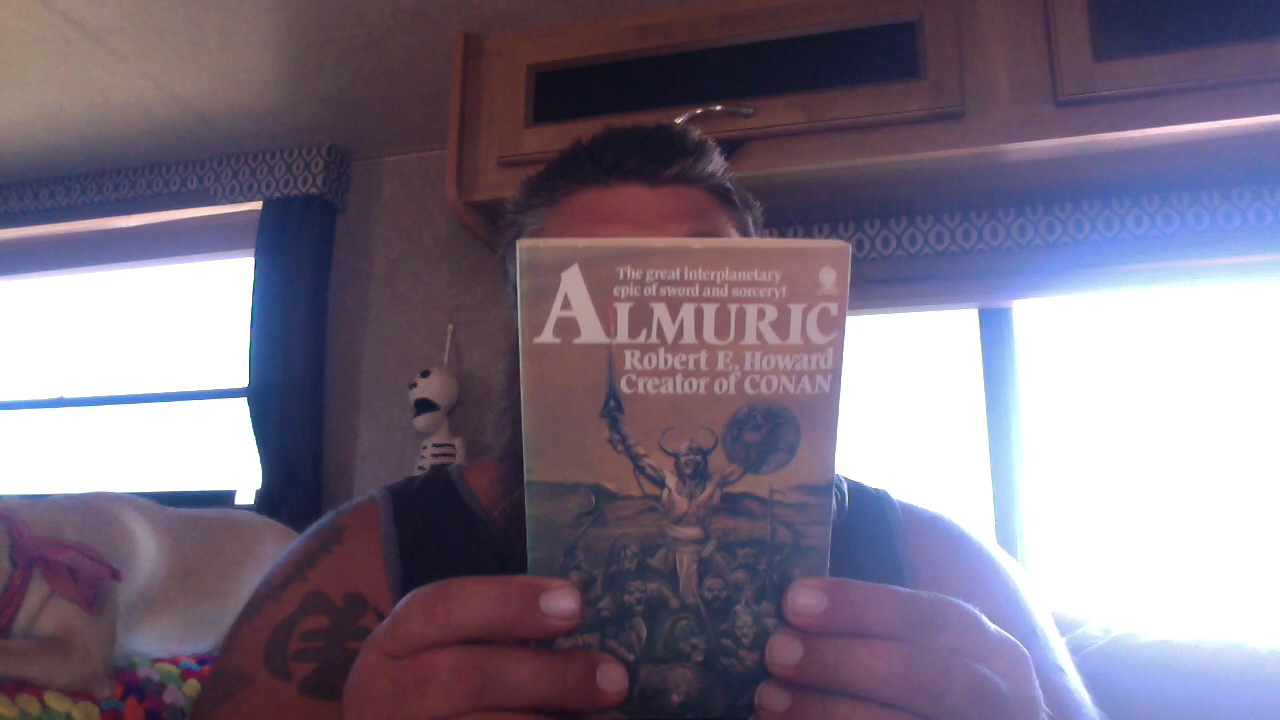 The great interplanetary
epic of sword and sorcery!
ALMURIC
Robert E. Howard
Creator of CONAN